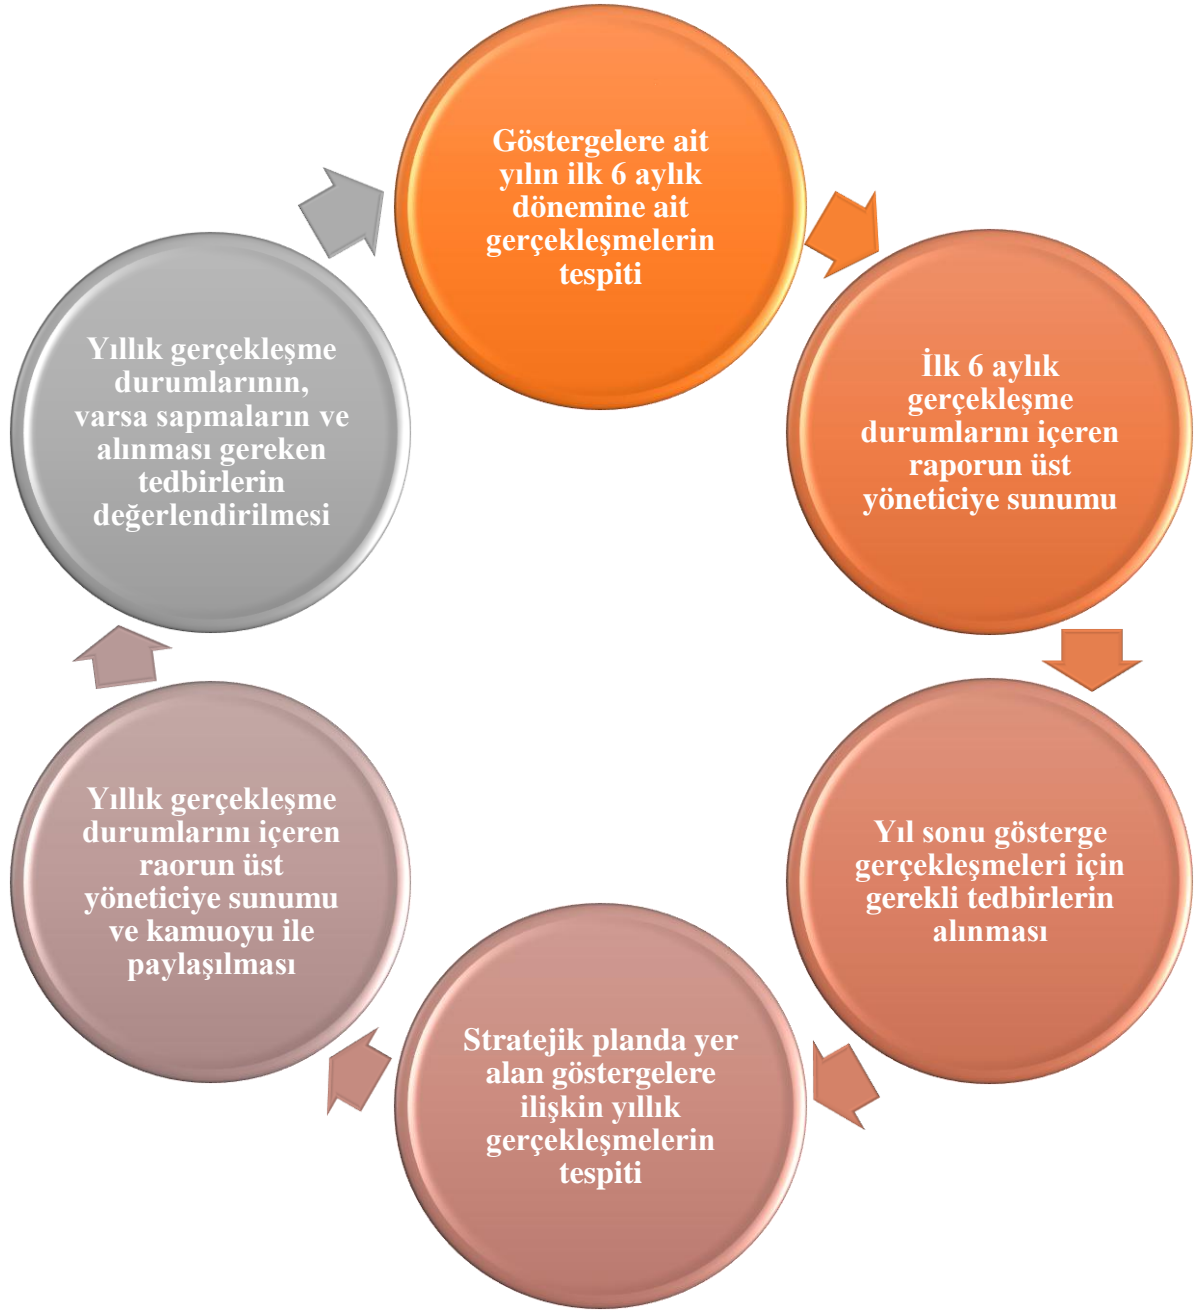 Göstergelere ait
yılın ilk 6 aylık
dönemine ait
gerçekleşmelerin
tespiti
İlk 6 aylık
gerçekleşme
durumlarını içeren
raporun üst
yöneticiye sunumu
Yıl sonu gösterge
gerçekleşmeleri için
gerekli tedbirlerin
alınması
Stratejik planda yer
alan göstergelere
ilişkin yıllık
gerçekleşmelerin
tespiti
Yıllık gerçekleşme
durumlarını içeren
raorun üst
yöneticiye sunumu
ve kamuoyu ile
paylaşılması
Yıllık gerçekleşme
durumlarının,
varsa sapmaların ve
alınması gereken
tedbirlerin
değerlendirilmesi